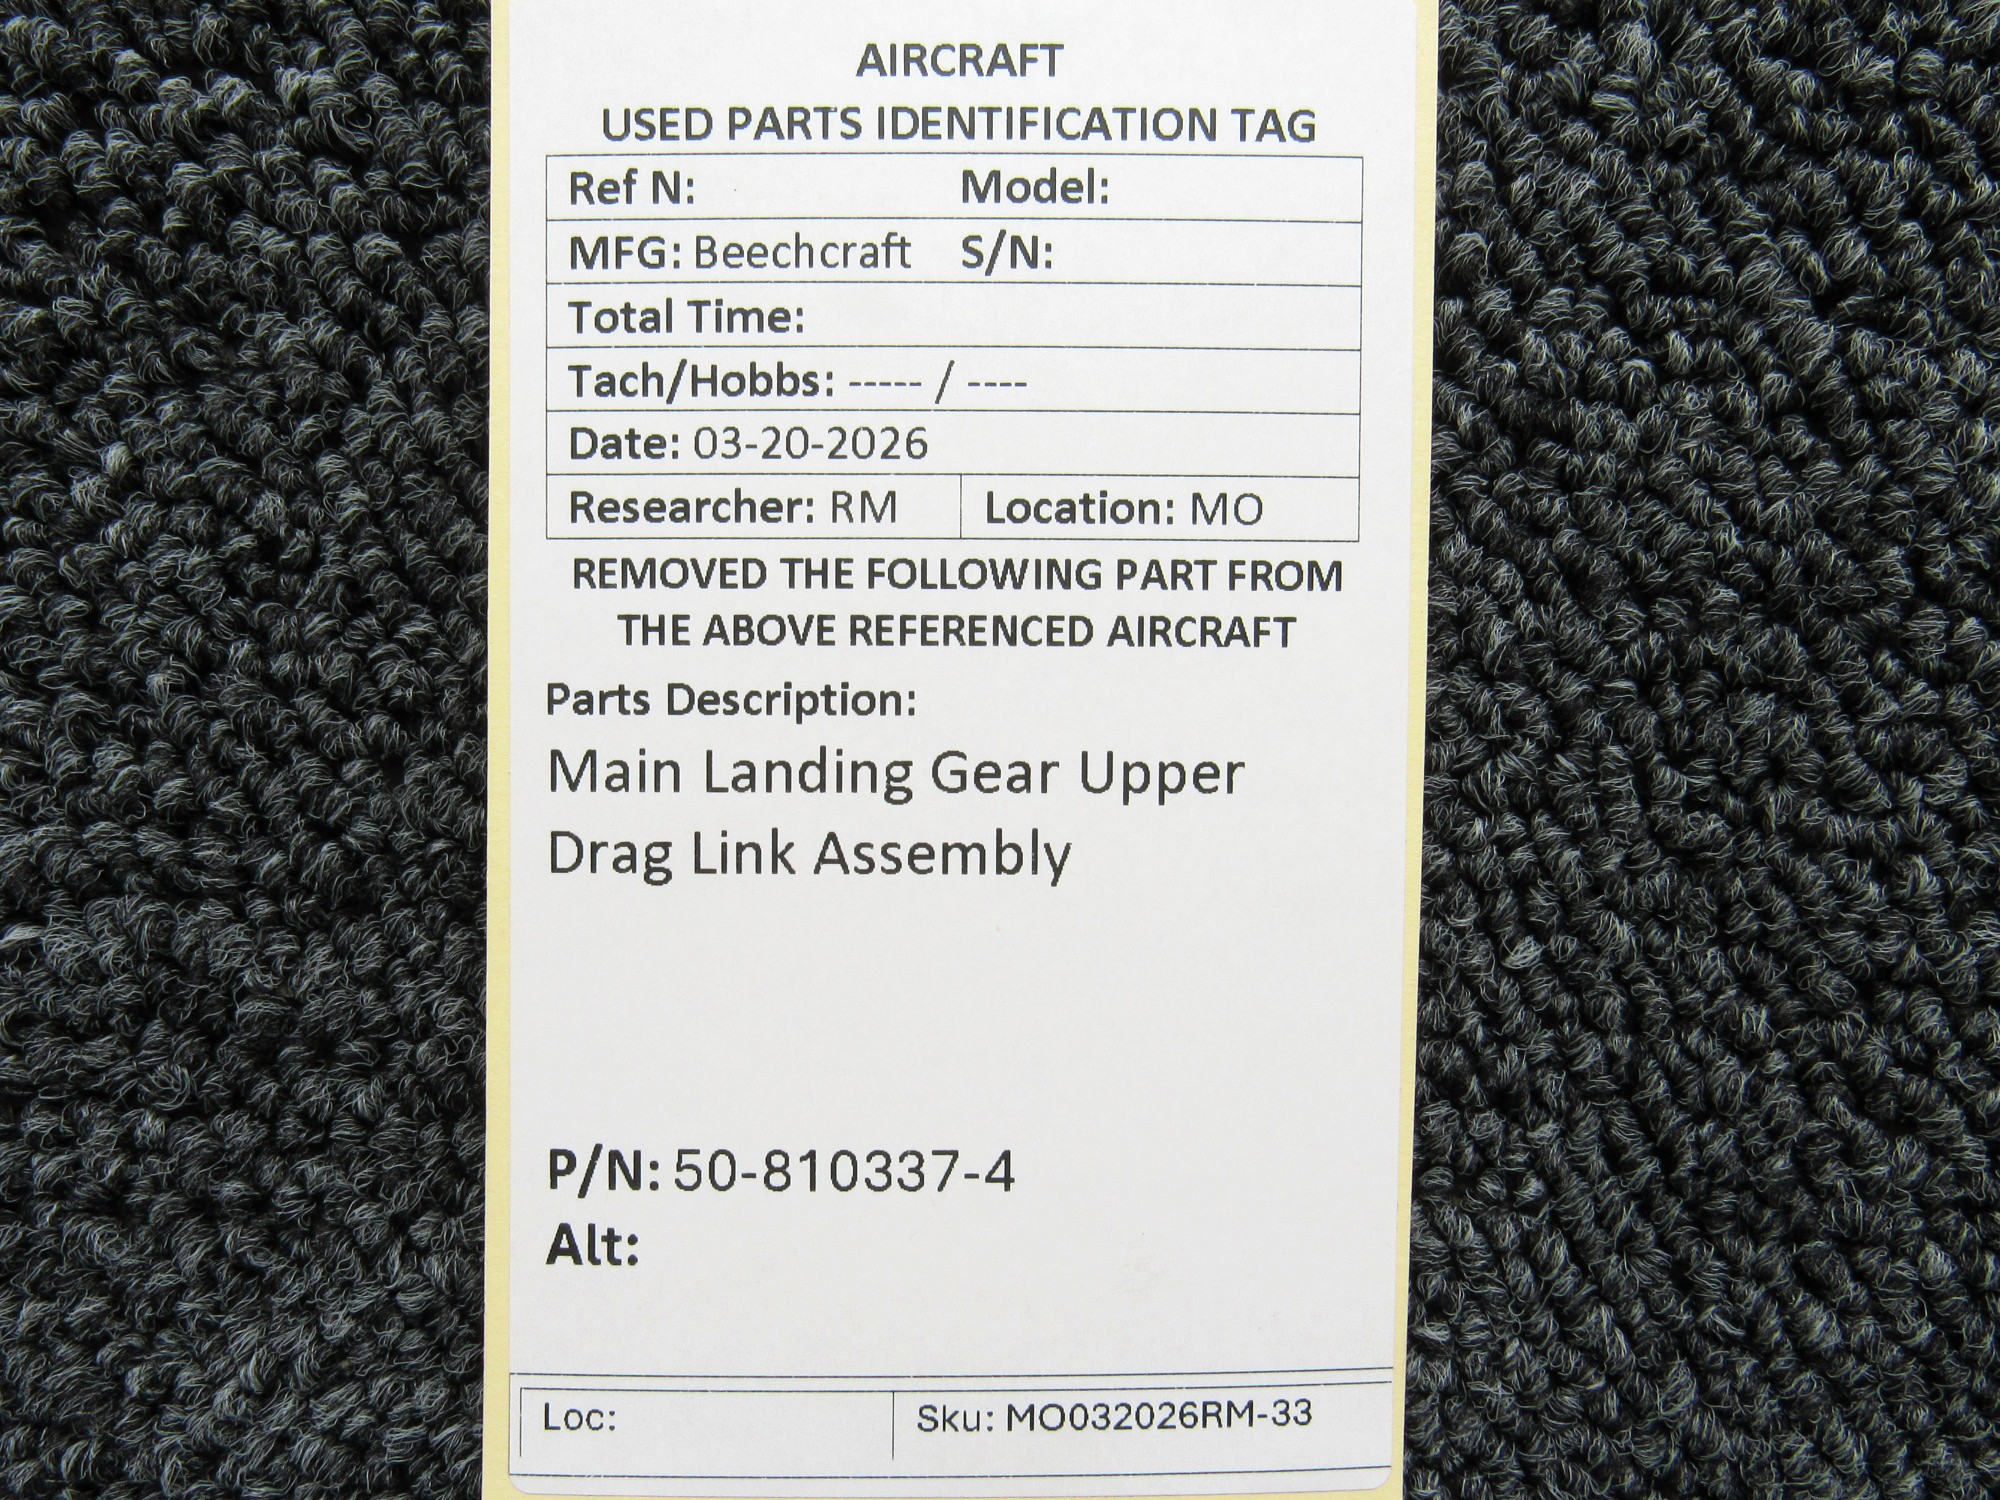 AIRCRAFT
USED PARTS IDENTIFICATION TAG
Ref N: Model:
MFG: Beechcraft S/N:
Total Time:
Tach/Hobbs: ----- / ----
Date: 03-20-2026
Researcher: RM Location: MO
REMOVED THE FOLLOWING PART FROM
THE ABOVE REFERENCED AIRCRAFT
Parts Description:
Main Landing Gear Upper
Drag Link Assembly
P/N: 50-810337-4
Alt:
Loc: Sku: MO032026RM-33